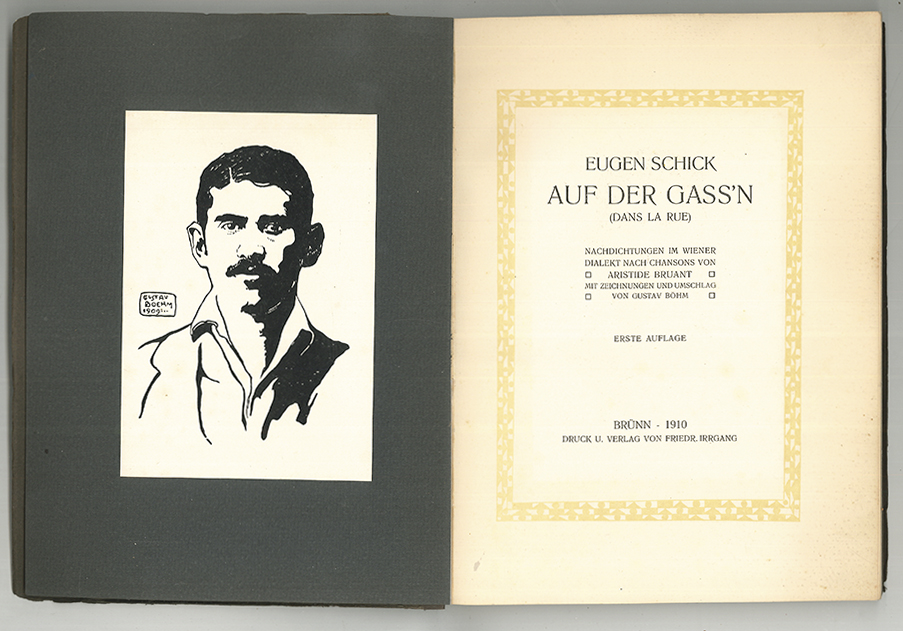 GUSTAV
BOEHM
1909
EUGEN SCHICK
AUF DER GASS'N
(DANS LA RUE)
NACHDICHTUNGEN IM WIENER
DIALEKT NACH CHANSONS VON
ARISTIDE BRUANT
MIT ZEICHNUNGEN UND UMSCHLAG
VON GUSTAV BÖHM
ERSTE AUFLAGE
BRÜNN - 1910
DRUCK U. VERLAG VON FRIEDR. IRRGANG